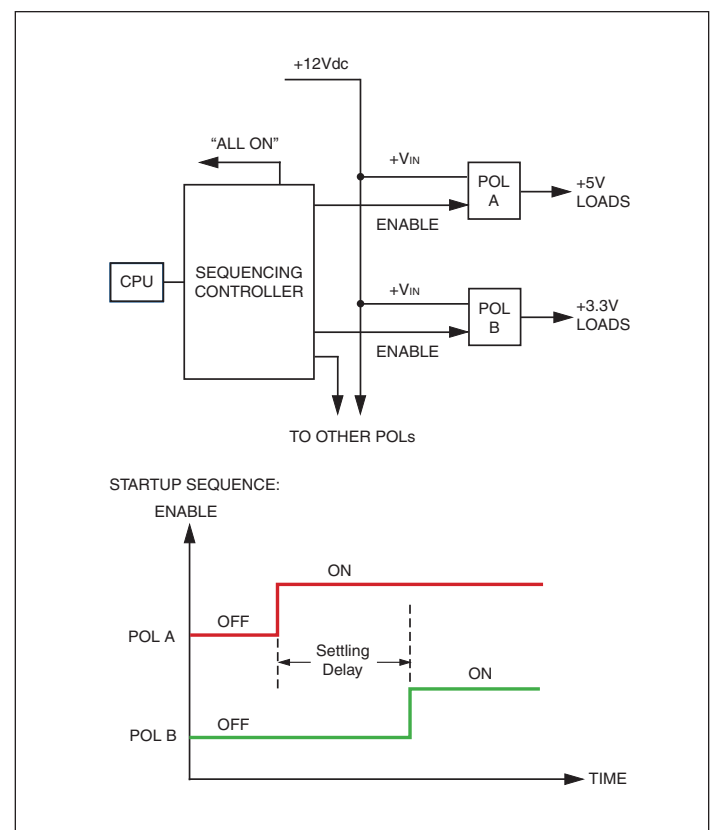 +12Vdc
“ALL ON”
+VIN
POL
A
+5V
LOADS
ENABLE
CPU
SEQUENCING
CONTROLLER
+VIN
POL
B
+3.3V
LOADS
ENABLE
TO OTHER POLs
STARTUP SEQUENCE:
ENABLE
ON
OFF
POL A
Settling
Delay
ON
OFF
POL B
TIME